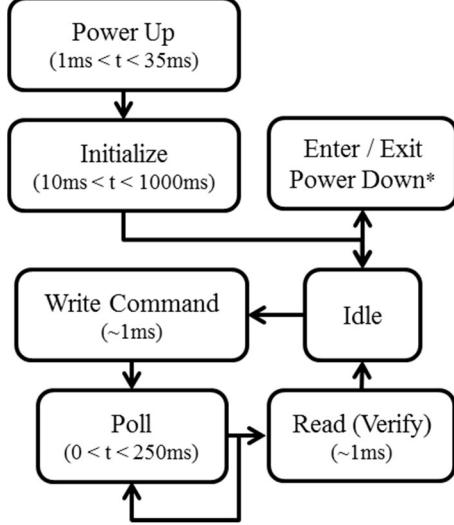 Power Up
(1ms < t < 35ms)
Initialize
(10ms < t < 1000ms)
Enter / Exit
Power Down*
Write Command
(~1ms)
Idle
Poll
(0 < t < 250ms)
Read (Verify)
(~1ms)